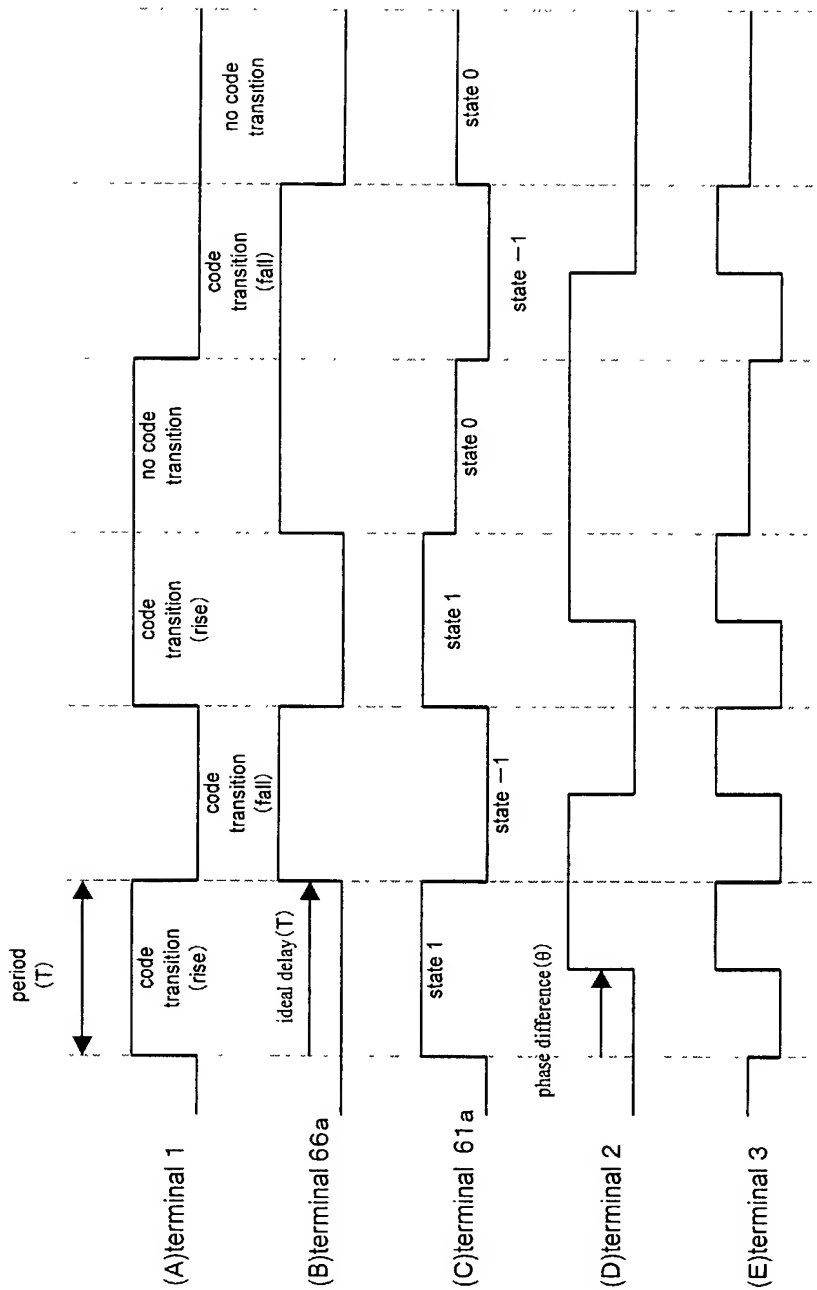 period
(T)
(A)terminal 1
code
transition
(rise)
code
transition
(fall)
code
transition
(rise)
no code
transition
code
transition
(fall)
no code
transition
(B)terminal 66a
ideal delay(T)
(C)terminal 61a
state 1
state −1
state 1
state 0
state −1
state 0
(D)terminal 2
phase difference(θ)
(E)terminal 3